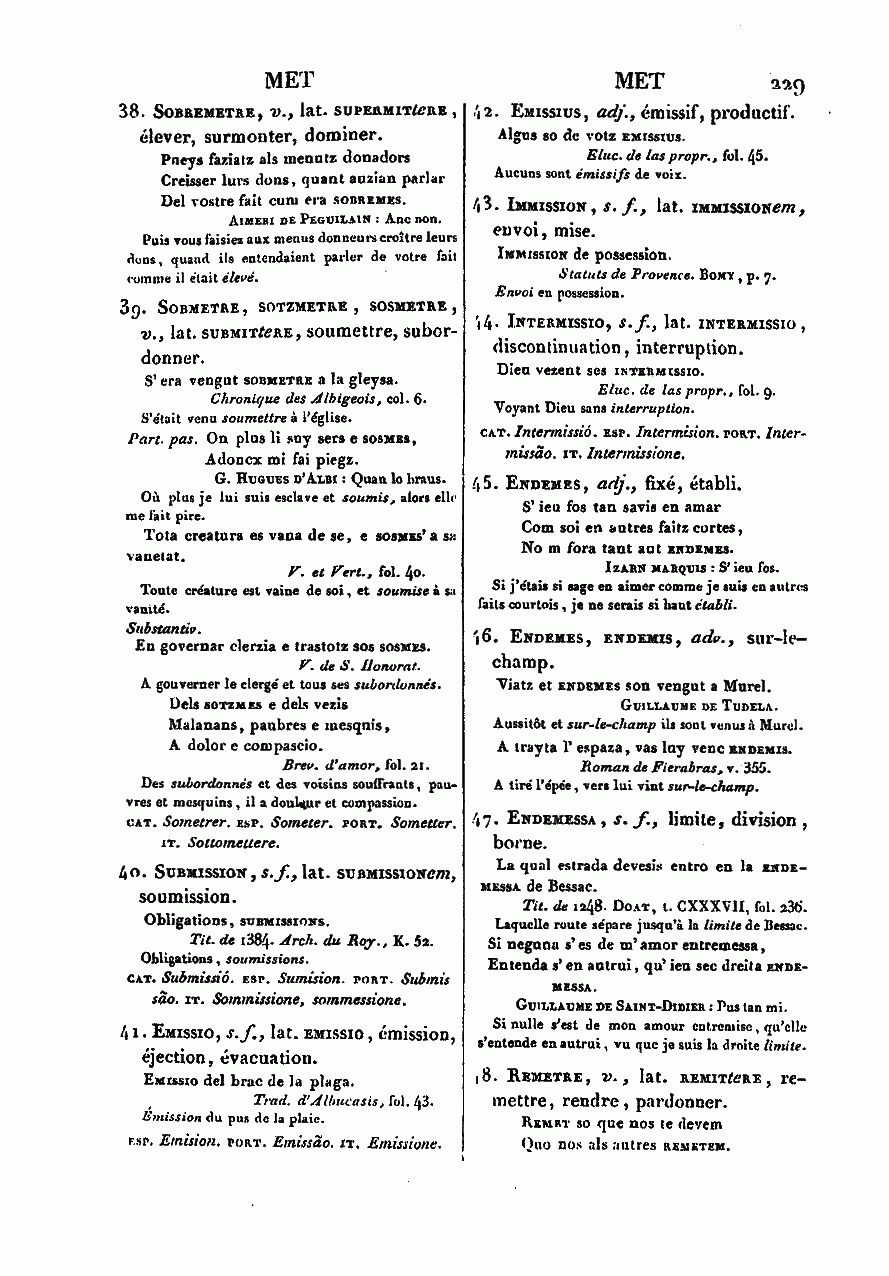 MET
MET
229
38. SOBREMETRE, v., lat. SUPERMITteRE,
élever, surmonter, dominer.
Pueys faziatz als menutz donadors
Creisser lurs dons, quant auzian parlar
Del vostre fait cum era SOBREMES.
AIMERI DE PEGUILAIN : Anc non.
Puis vous faisiez aux menus donneurs croître leurs
dons, quand ils entendaient parler de votre fait
comme il était élevé.
39. SOBMETRE, SOTZMETRE, SOSMETRE,
v., lat. SUBMITteRE, soumettre, subor-
donner.
S'era vengut SOBMETRE a la gleysa.
Chronique des Albigeois, col. 6.
S'était venu soumettre à l'église.
Part. pas. On plus li suy sers e SOSMES,
Adoncx mi fai piegz.
G. HUGUES D'ALBI : Quan lo braus.
Où plus je lui suis esclave et soumis, alors elle
me fait pire.
Tota creatura es vana de se, e SOSMES' a sa
vanetat.
V. et Vert., fol. 40.
Toute créature est vaine de soi, et soumise à sa
vanité.
Substantiv.
En governar clerzia e trastotz sos SOSMES.
V. de S. Honorat.
A gouverner le clergé et tous ses subordonnés.
Dels SOTZMES e dels vezis
Malanans, paubres e mesquis,
A dolor e compascio.
Brev. d'amor, fol. 21.
Des subordonnés et des voisins souffrants, pau-
vres et mesquins, il a douleur et compassion.
CAT. Sometrer. ESP. Someter. PORT. Someter.
IT. Sottomettere.
40. SUBMISSION, s. f., lat. SUBMISSIONem,
soumission.
Obligations, SUBMISSIONS.
Tit. de 1384. Arch. du Roy., K. 52.
Obligations, soumissions.
CAT. Submissió. ESP. Sumision. PORT. Submis
são. IT. Sommissione, sommessione.
41. EMISSIO, s. f., lat. EMISSIO, émission,
éjection, évacuation.
EMISSIO del brac de la plaga.
Trad. d'Albucasis, fol. 43.
Émission du pus de la plaie.
ESP. Emision. PORT. Emissão. IT. Emissione.
42. EMISSIUS, adj., émissif, productif.
Algus so de votz EMISSIUS.
Eluc. de las propr., fol. 45.
Aucuns sont émissifs de voix.
43. IMMISSION, s. f., lat. IMMISSIONem,
envoi, mise.
IMMISSION de possession.
Statuts de Provence. BOMY, p. 7.
Envoi en possession.
44. INTERMISSIO, s. f., lat. INTERMISSIO,
discontinuation, interruption.
Dieu vezent ses INTERMISSIO.
Eluc. de las propr., fol. 9.
Voyant Dieu sans interruption.
CAT. Intermissió. ESP. Intermision. PORT. Inter-
missão. IT. Intermissione.
45. ENDEMES, adj., fixé, établi.
S'ieu fos tan savis en amar
Com soi en autres faitz cortes,
No m fora tant aut ENDEMES.
IZARN MARQUIS : S'ieu fos.
Si j'étais si sage en aimer comme je suis en autres
faits courtois, je ne serais si haut établi.
46. ENDEMES, ENDEMIS, adv., sur-le-
champ.
Viatz et ENDEMES son vengut a Murel.
GUILLAUME DE TUDELA.
Aussitôt et sur-le-champ ils sont venus à Murel.
A trayta l'espaza, vas luy venc ENDEMIS.
Roman de Fierabras, v. 355.
A tiré l'épée, vers lui vint sur-le-champ.
47. ENDEMESSA, s. f., limite, division,
borne.
La qual estrada devesis entro en la ENDE-
MESSA de Bessac.
Tit. de 1248. DOAT, t. CXXXVII, fol. 236.
Laquelle route sépare jusqu'à la limite de Bessac.
Si neguna s'es de m'amor entremessa,
Entenda s'en autrui, qu'ieu sec dreita ENDE-
MESSA.
GUILLAUME DE SAINT-DIDIER : Pus tan mi.
Si nulle s'est de mon amour entremise, qu'elle
s'entende en autrui, vu que je suis la droite limite.
48. REMETRE, v., lat. REMITteRE, re-
mettre, rendre, pardonner.
REMET so que nos te devem
Quo nos als autres REMETEM.